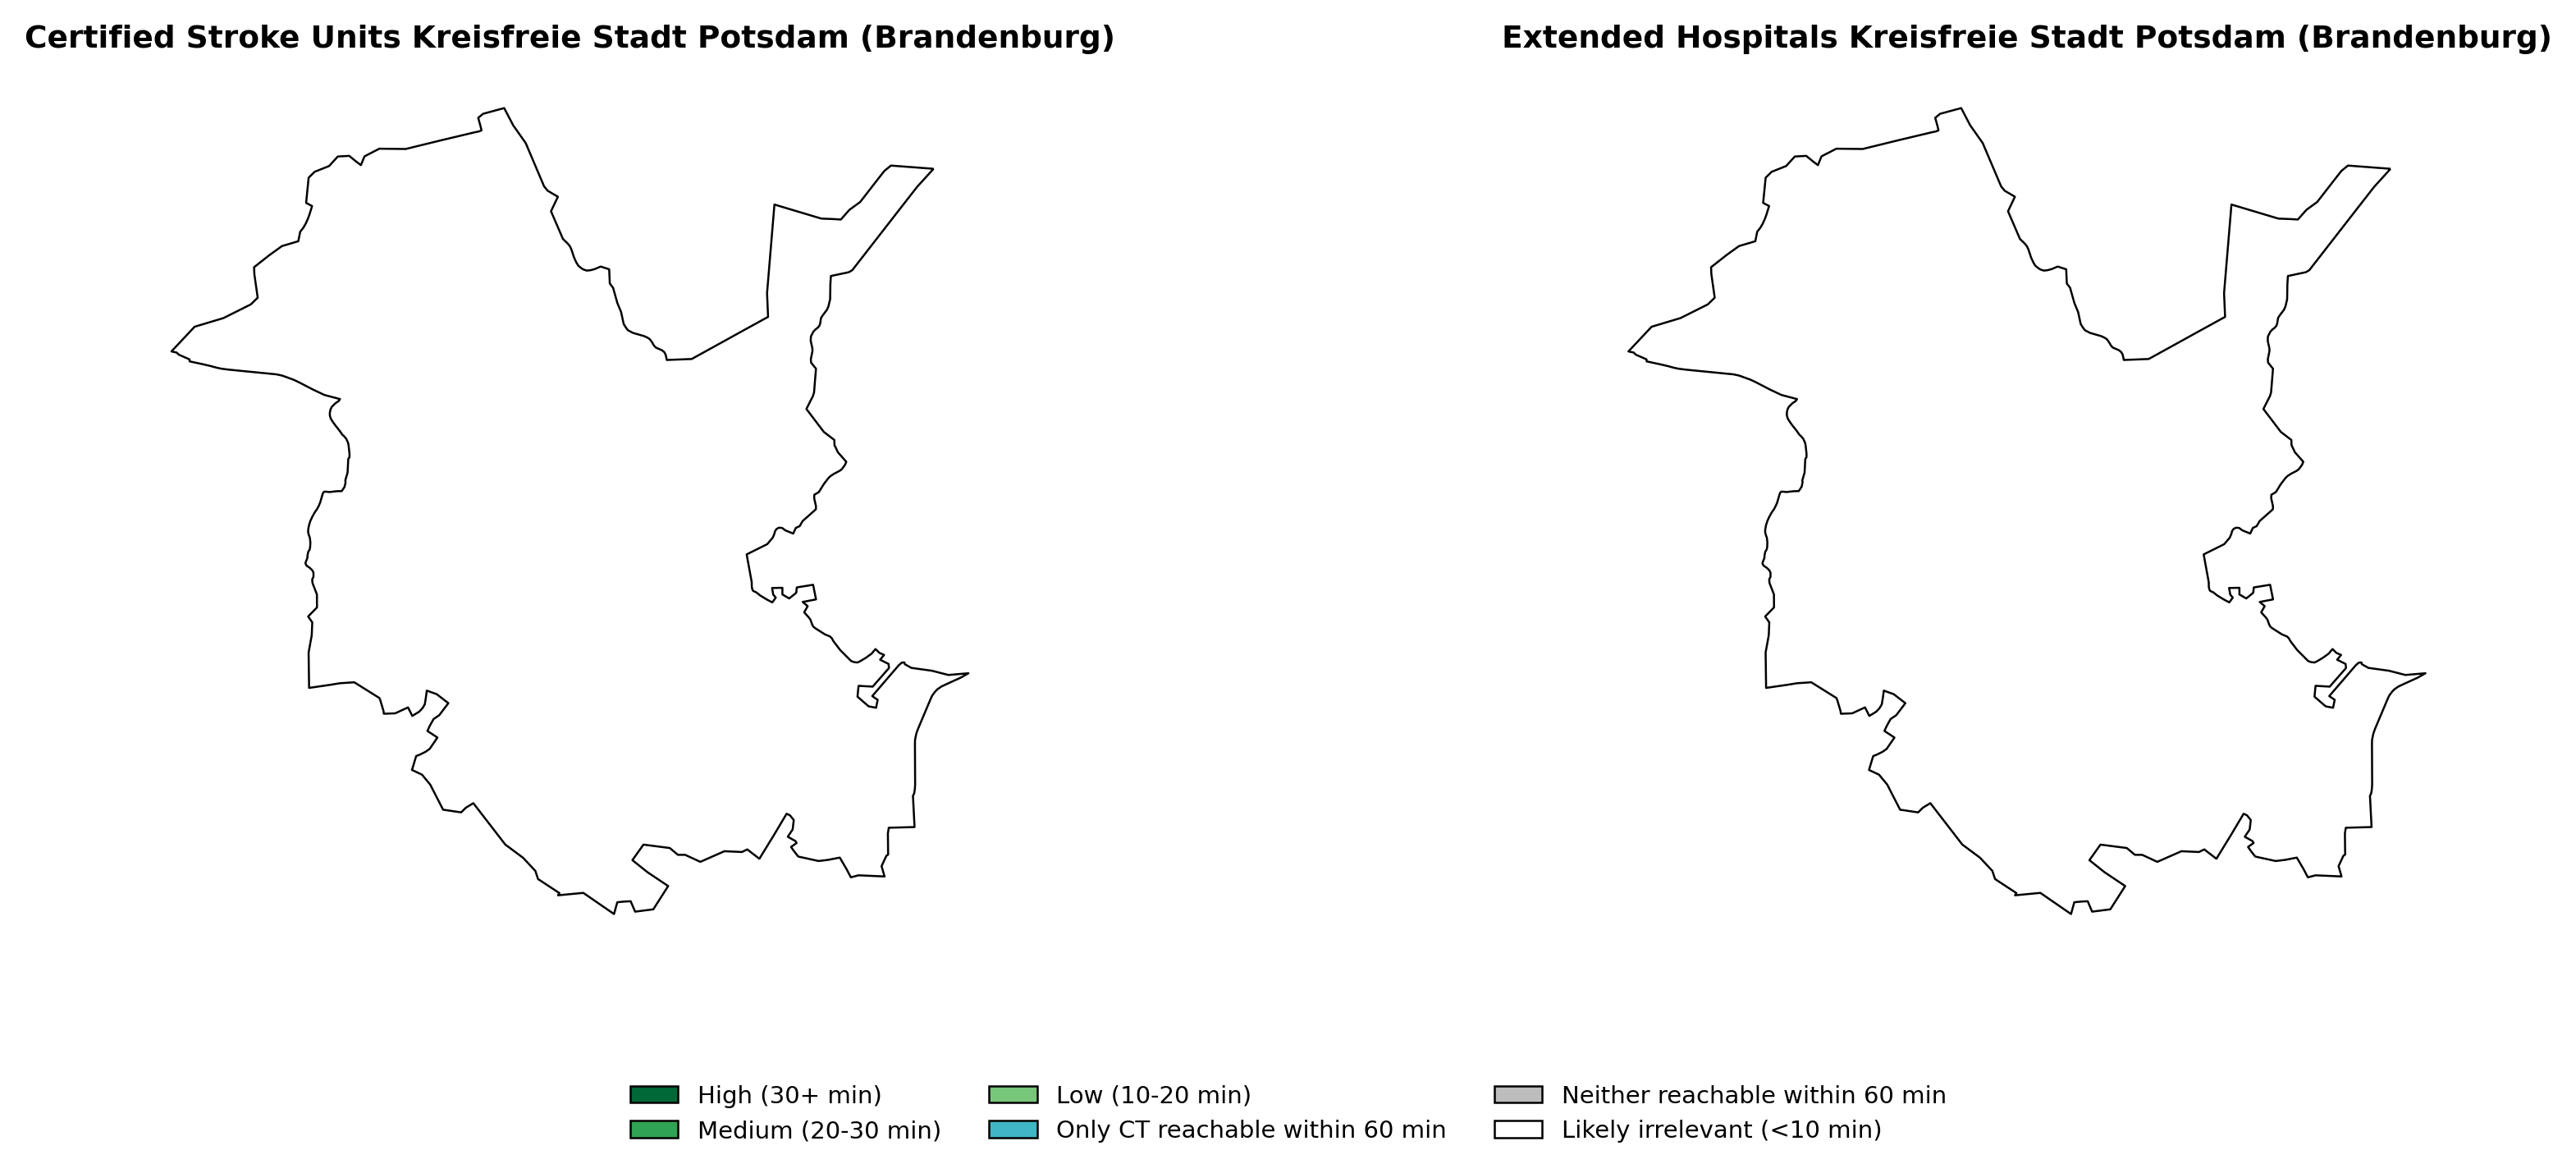 Certified Stroke Units Kreisfreie Stadt Potsdam (Brandenburg)
Extended Hospitals Kreisfreie Stadt Potsdam (Brandenburg)
High (30+ min)
Medium (20-30 min)
Low (10-20 min)
Only CT reachable within 60 min
Neither reachable within 60 min
Likely irrelevant (<10 min)